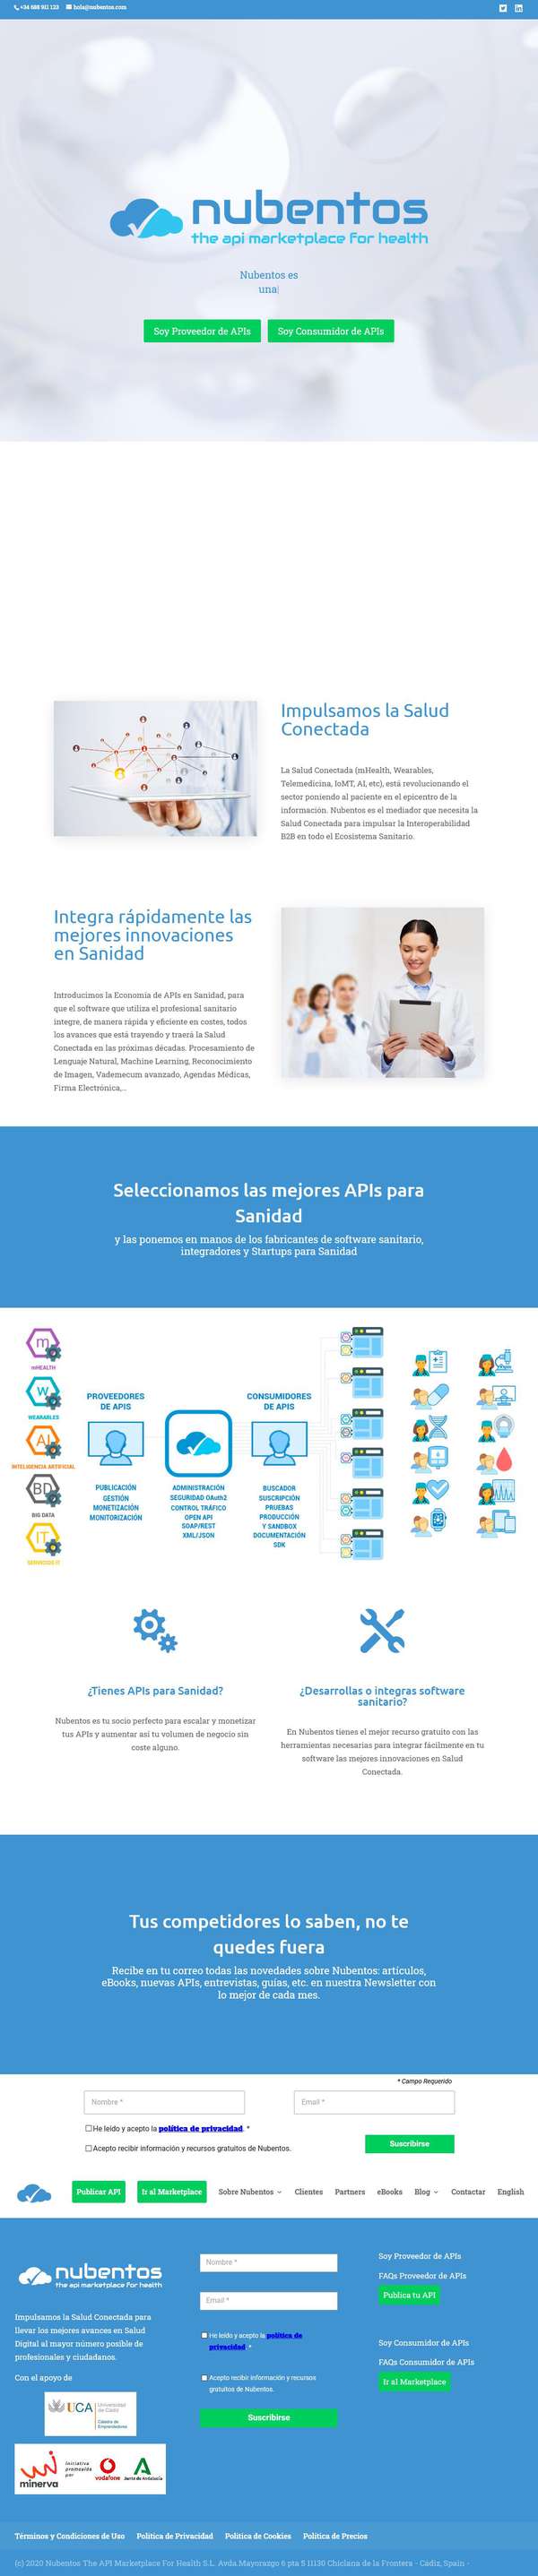 +34 688 911 123 hola@nubentos.com
nubentos
the api marketplace for health
Nubentos es
una
Soy Proveedor de APIs
Soy Consumidor de APIs
Impulsamos la Salud
Conectada
La Salud Conectada (mHealth, Wearables,
Telemedicina, IoMT, AI, etc), está revolucionando el
sector poniendo al paciente en el epicentro de la
información. Nubentos es el mediador que necesita la
Salud Conectada para impulsar la Interoperabilidad
B2B en todo el Ecosistema Sanitario.
Integra rápidamente las
mejores innovaciones
en Sanidad
Introducimos la Economía de APIs en Sanidad, para
que el software que utiliza el profesional sanitario
integre, de manera rápida y eficiente en costes, todos
los avances que está trayendo y traerá la Salud
Conectada en las próximas décadas. Procesamiento de
Lenguaje Natural, Machine Learning, Reconocimiento
de Imagen, Vademecum avanzado, Agendas Médicas,
Firma Electrónica,...
Seleccionamos las mejores APIs para
Sanidad
y las ponemos en manos de los fabricantes de software sanitario,
integradores y Startups para Sanidad
m
mHEALTH
W
WEARABLES
AI
INTELIGENCIA ARTIFICIAL
BD
BIG DATA
IT
SERVICIOS IT
PROVEEDORES
DE APIS
PUBLICACIÓN
GESTIÓN
MONETIZACIÓN
MONITORIZACIÓN
ADMINISTRACIÓN
SEGURIDAD OAuth2
CONTROL TRÁFICO
OPEN API
SOAP/REST
XML/JSON
CONSUMIDORES
DE APIS
BUSCADOR
SUSCRIPCIÓN
PRUEBAS
PRODUCCIÓN
Y SANDBOX
DOCUMENTACIÓN
SDK
¿Tienes APIs para Sanidad?
Nubentos es tu socio perfecto para escalar y monetizar
tus APIs y aumentar así tu volumen de negocio sin
coste alguno.
¿Desarrollas o integras software
sanitario?
En Nubentos tienes el mejor recurso gratuito con las
herramientas necesarias para integrar fácilmente en tu
software las mejores innovaciones en Salud
Conectada.
Tus competidores lo saben, no te
quedes fuera
Recibe en tu correo todas las novedades sobre Nubentos: artículos,
eBooks, nuevas APIs, entrevistas, guías, etc. en nuestra Newsletter con
lo mejor de cada mes.
* Campo Requerido
Nombre *
Email *
He leído y acepto la política de privacidad. *
Acepto recibir información y recursos gratuitos de Nubentos.
Suscribirse
Publicar API Ir al Marketplace Sobre Nubentos Clientes Partners eBooks Blog Contactar English
nubentos
the api marketplace for health
Impulsamos la Salud Conectada para
llevar los mejores avances en Salud
Digital al mayor número posible de
profesionales y ciudadanos.
Con el apoyo de
UCA
Universidad
de Cádiz
Cátedra de
Emprendedores
minerva
Iniciativa
promovida
por
vodafone
Junta de Andalucía
Nombre *
Email *
He leído y acepto la política de
privacidad. *
Acepto recibir información y recursos
gratuitos de Nubentos.
Suscribirse
Soy Proveedor de APIs
FAQs Proveedor de APIs
Publica tu API
Soy Consumidor de APIs
FAQs Consumidor de APIs
Ir al Marketplace
Términos y Condiciones de Uso Política de Privacidad Política de Cookies Política de Precios
(c) 2020 Nubentos The API Marketplace For Health S.L. Avda.Mayorazgo 6 pta 5 11130 Chiclana de la Frontera - Cádiz, Spain -